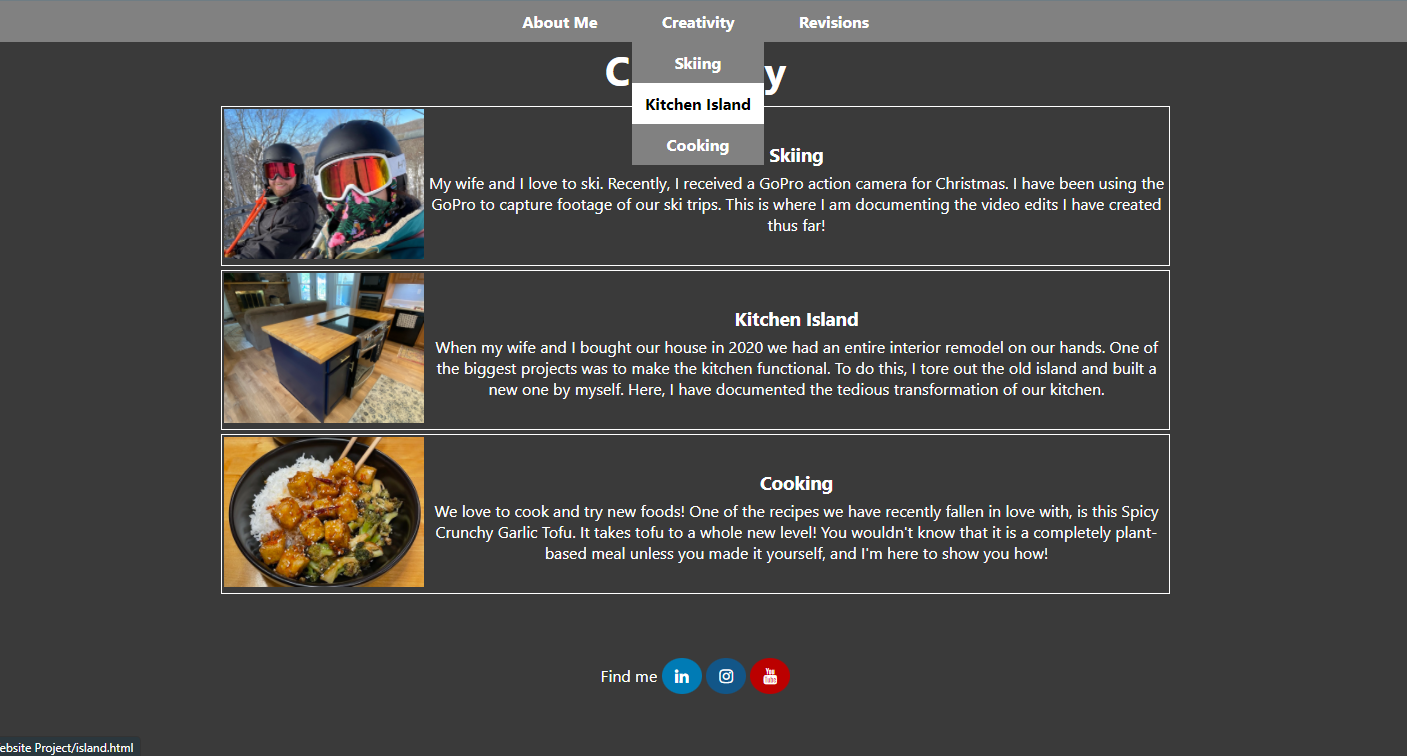 About Me Creativity Revisions
Skiing
C y
Kitchen Island
Cooking
Skiing
My wife and I love to ski. Recently, I received a GoPro action camera for Christmas. I have been using the
GoPro to capture footage of our ski trips. This is where I am documenting the video edits I have created
thus far!
Kitchen Island
When my wife and I bought our house in 2020 we had an entire interior remodel on our hands. One of
the biggest projects was to make the kitchen functional. To do this, I tore out the old island and built a
new one by myself. Here, I have documented the tedious transformation of our kitchen.
Cooking
We love to cook and try new foods! One of the recipes we have recently fallen in love with, is this Spicy
Crunchy Garlic Tofu. It takes tofu to a whole new level! You wouldn't know that it is a completely plant-
based meal unless you made it yourself, and I'm here to show you how!
Find me in You Tube
ebsite Project/island.html